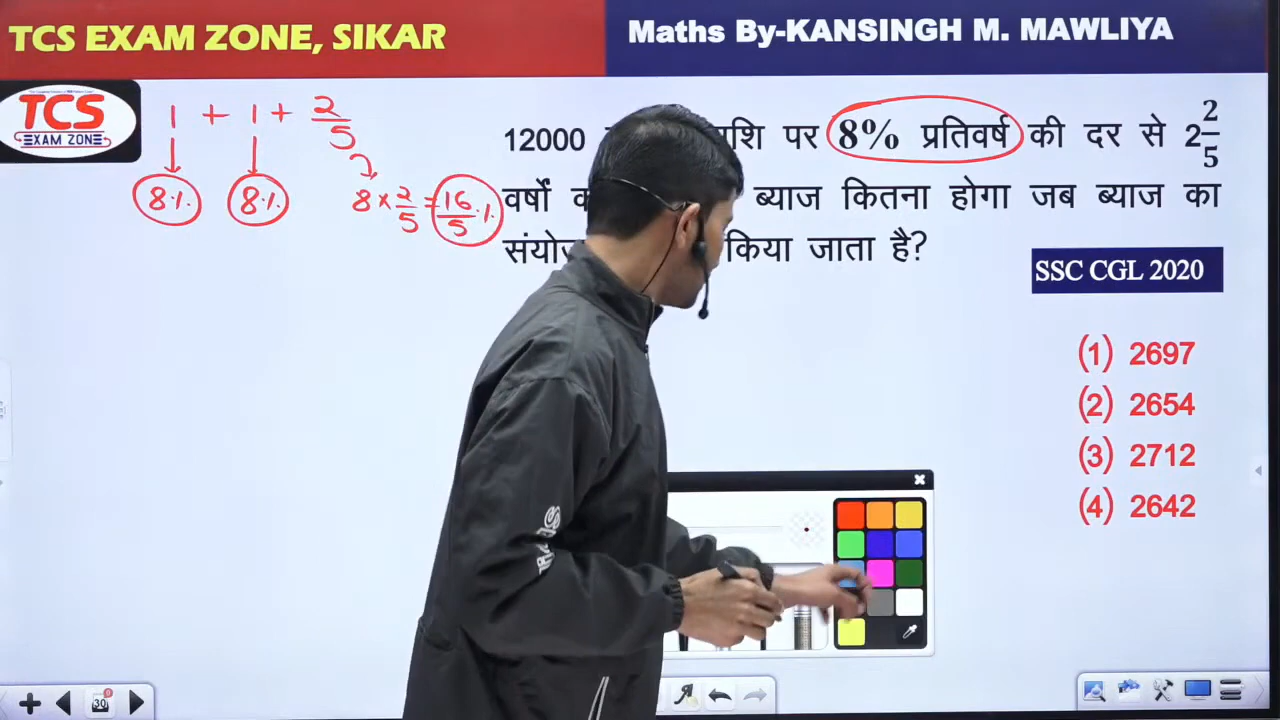 TCS EXAM ZONE, SIKAR
Maths By-KANSINGH M. MAWLIYA
TCS
EXAM ZONE
1 + 1 + 2/5
8% 8% 8 × 2/5 = 16/5 %
12000 पर 8% प्रतिवर्ष की दर से 2 2/5
वर्षों ब्याज कितना होगा जब ब्याज का
किया जाता है?
SSC CGL 2020
(1) 2697
(2) 2654
(3) 2712
(4) 2642
30